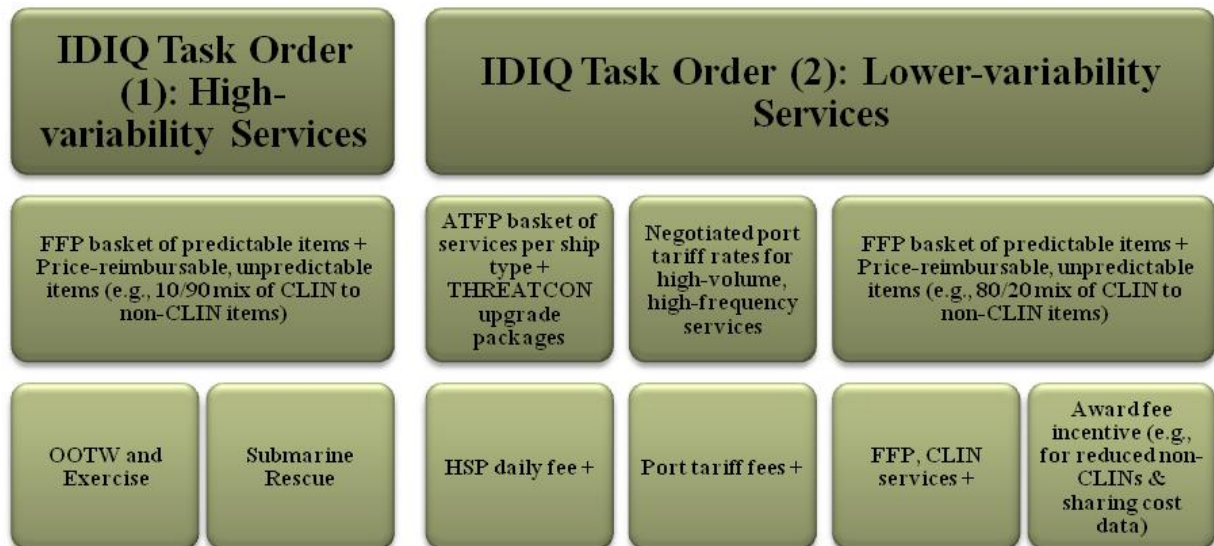 IDIQ Task Order
(1): High-
variability Services
IDIQ Task Order (2): Lower-variability
Services
FFP basket of predictable items +
Price-reimbursable, unpredictable
items (e.g., 10/90 mix of CLIN to
non-CLIN items)
ATFP basket of
services per ship
type +
THREATCON
upgrade
packages
Negotiated port
tariff rates for
high-volume,
high-frequency
services
FFP basket of predictable items +
Price-reimbursable, unpredictable
items (e.g., 80/20 mix of CLIN to
non-CLIN items)
OOTW and
Exercise
Submarine
Rescue
HSP daily fee +
Port tariff fees +
FFP, CLIN
services +
Award fee
incentive (e.g.,
for reduced non-
CLINs &
sharing cost
data)